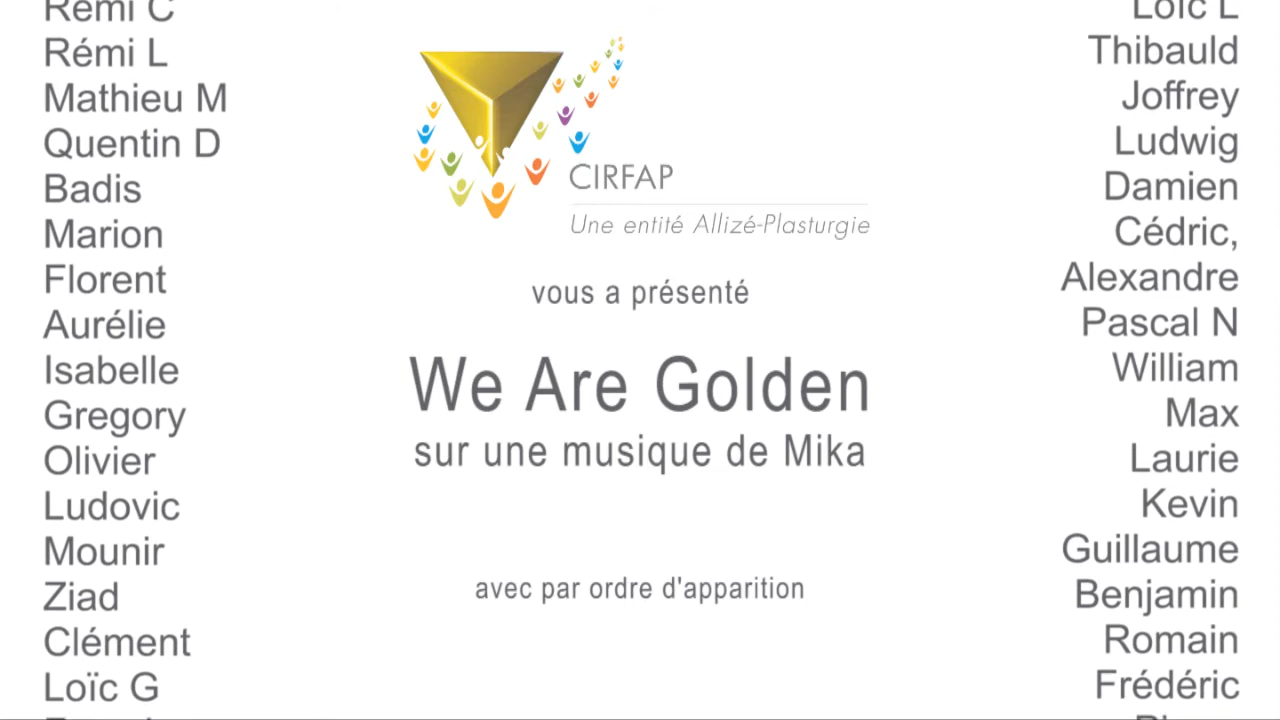 Rémi C
Rémi L
Mathieu M
Quentin D
Badis
Marion
Florent
Aurélie
Isabelle
Gregory
Olivier
Ludovic
Mounir
Ziad
Clément
Loïc G
CIRFAP
Une entité Allizé-Plasturgie
vous a présenté
We Are Golden
sur une musique de Mika
avec par ordre d'apparition
Loïc L
Thibauld
Joffrey
Ludwig
Damien
Cédric,
Alexandre
Pascal N
William
Max
Laurie
Kevin
Guillaume
Benjamin
Romain
Frédéric